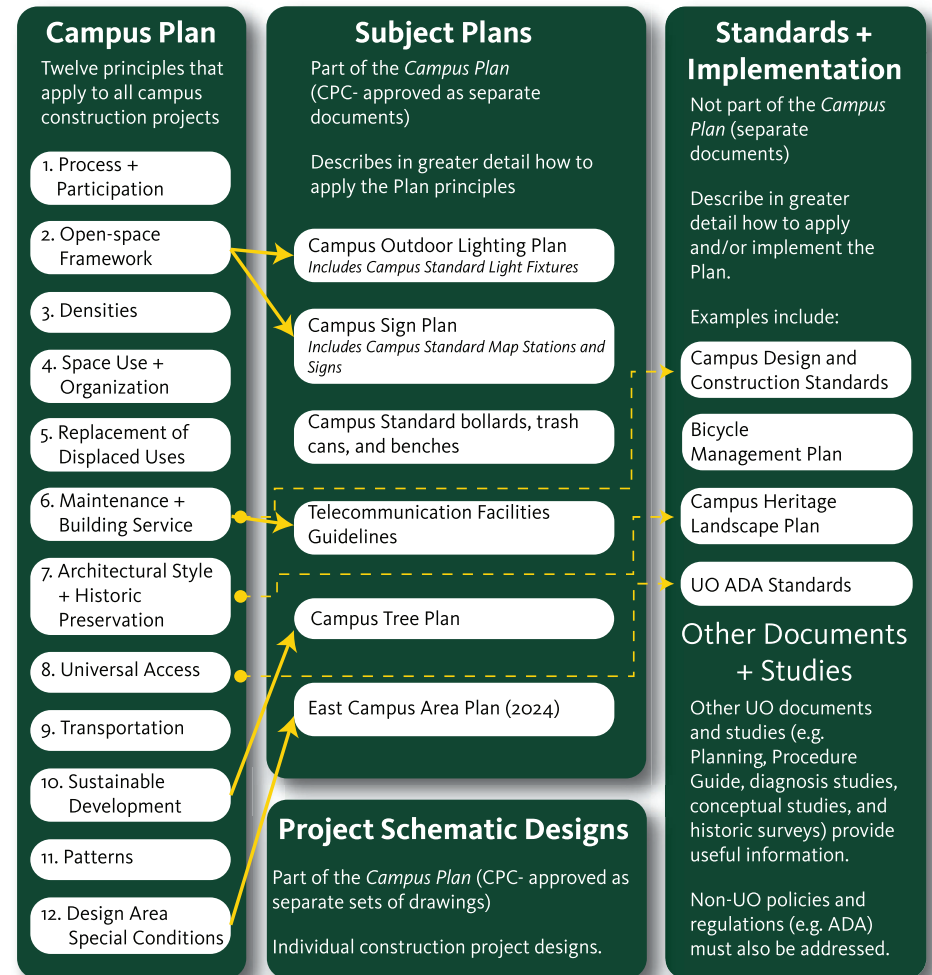 Campus Plan
Twelve principles that
apply to all campus
construction projects
1. Process +
Participation
2. Open-space
Framework
3. Densities
4. Space Use +
Organization
5. Replacement of
Displaced Uses
6. Maintenance +
Building Service
7. Architectural Style
+ Historic
Preservation
8. Universal Access
9. Transportation
10. Sustainable
Development
11. Patterns
12. Design Area
Special Conditions
Subject Plans
Part of the Campus Plan
(CPC- approved as separate
documents)
Describes in greater detail how to
apply the Plan principles
Campus Outdoor Lighting Plan
Includes Campus Standard Light Fixtures
Campus Sign Plan
Includes Campus Standard Map Stations and
Signs
Campus Standard bollards, trash
cans, and benches
Telecommunication Facilities
Guidelines
Campus Tree Plan
East Campus Area Plan (2024)
Project Schematic Designs
Part of the Campus Plan (CPC- approved as
separate sets of drawings)
Individual construction project designs.
Standards +
Implementation
Not part of the Campus
Plan (separate
documents)
Describe in greater
detail how to apply
and/or implement the
Plan.
Examples include:
Campus Design and
Construction Standards
Bicycle
Management Plan
Campus Heritage
Landscape Plan
UO ADA Standards
Other Documents
+ Studies
Other UO documents
and studies (e.g.
Planning, Procedure
Guide, diagnosis studies,
conceptual studies, and
historic surveys) provide
useful information.
Non-UO policies and
regulations (e.g. ADA)
must also be addressed.